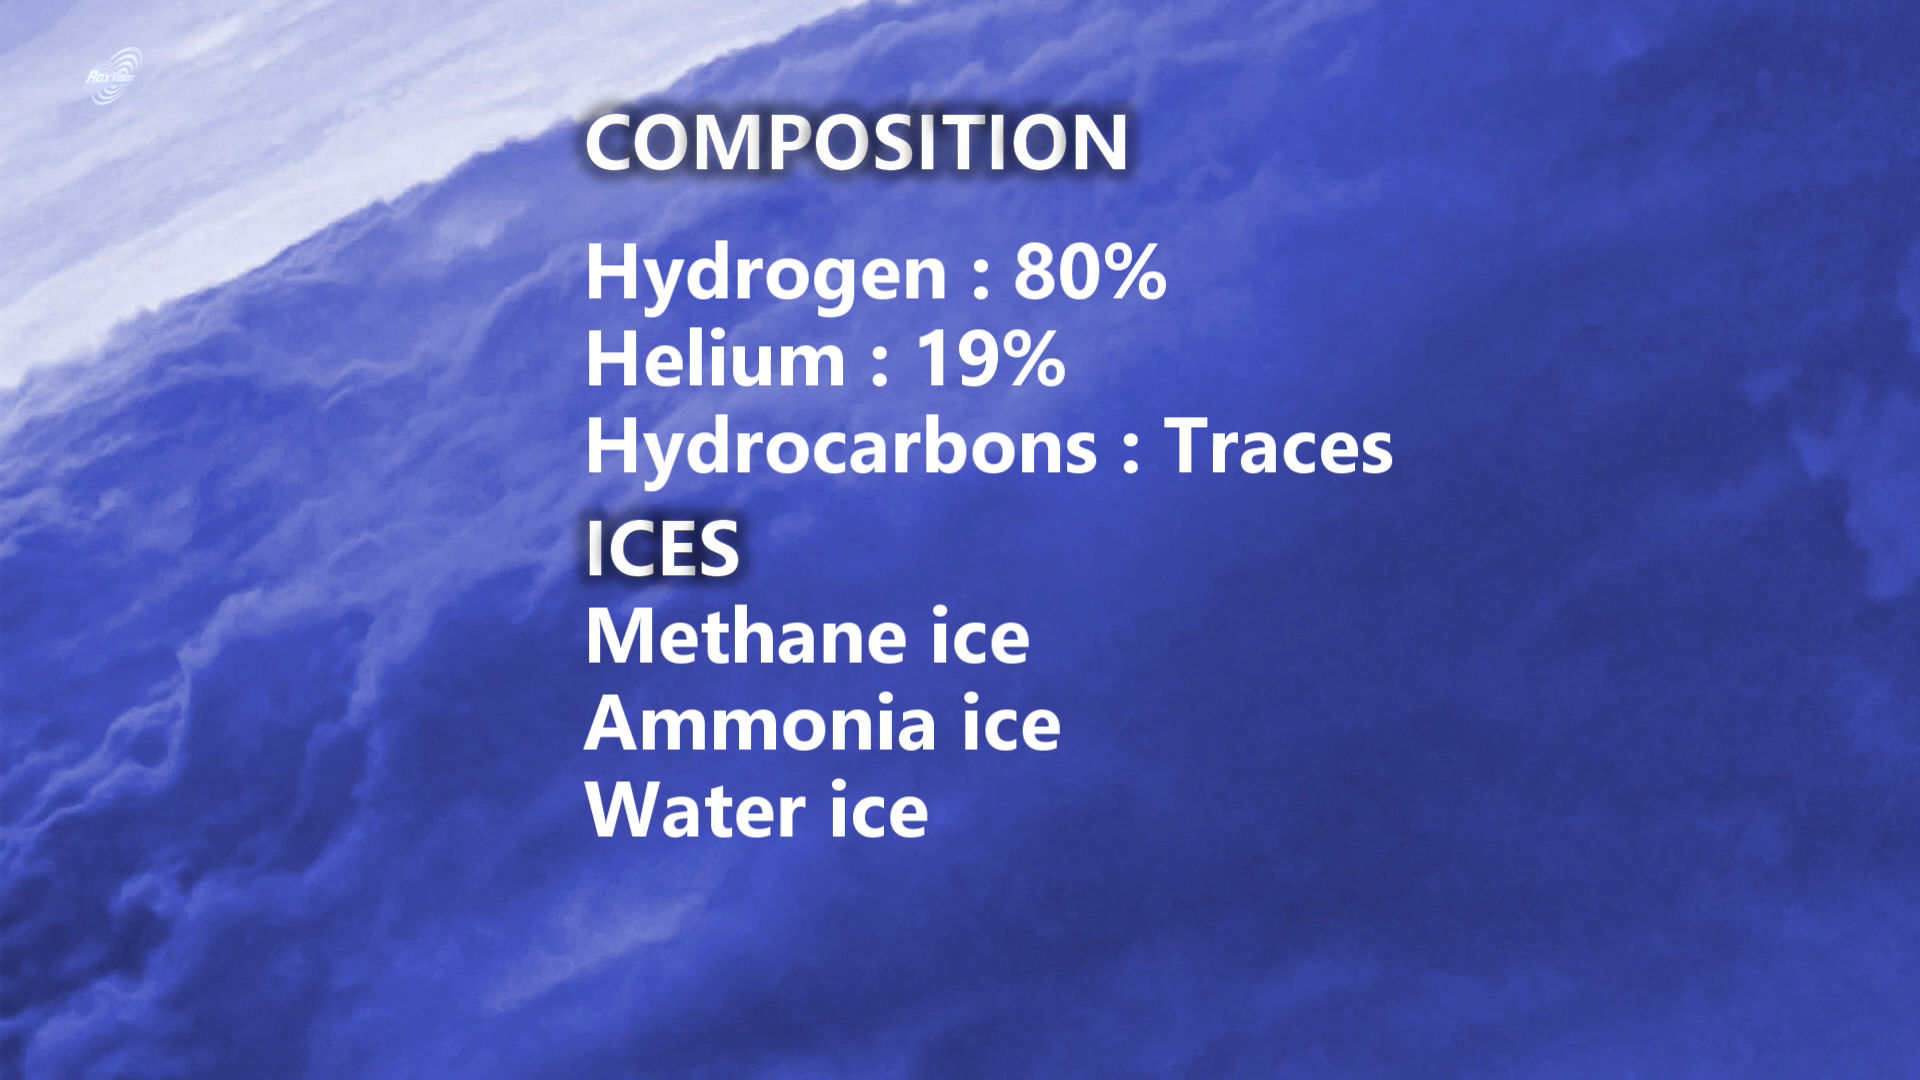 COMPOSITION
Hydrogen : 80%
Helium : 19%
Hydrocarbons : Traces
ICES
Methane ice
Ammonia ice
Water ice